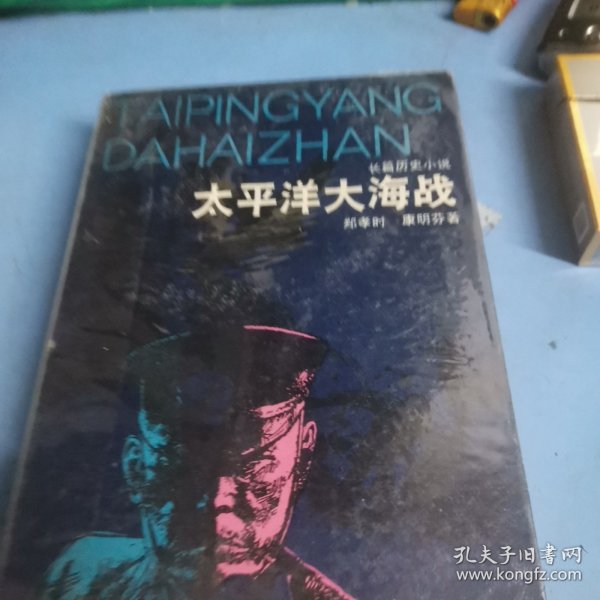 TAIPINGYANG
DAHAIZHAN
长篇历史小说
太平洋大海战
郑孝时 康明芬著
孔夫子旧书网
www.kongfz.com